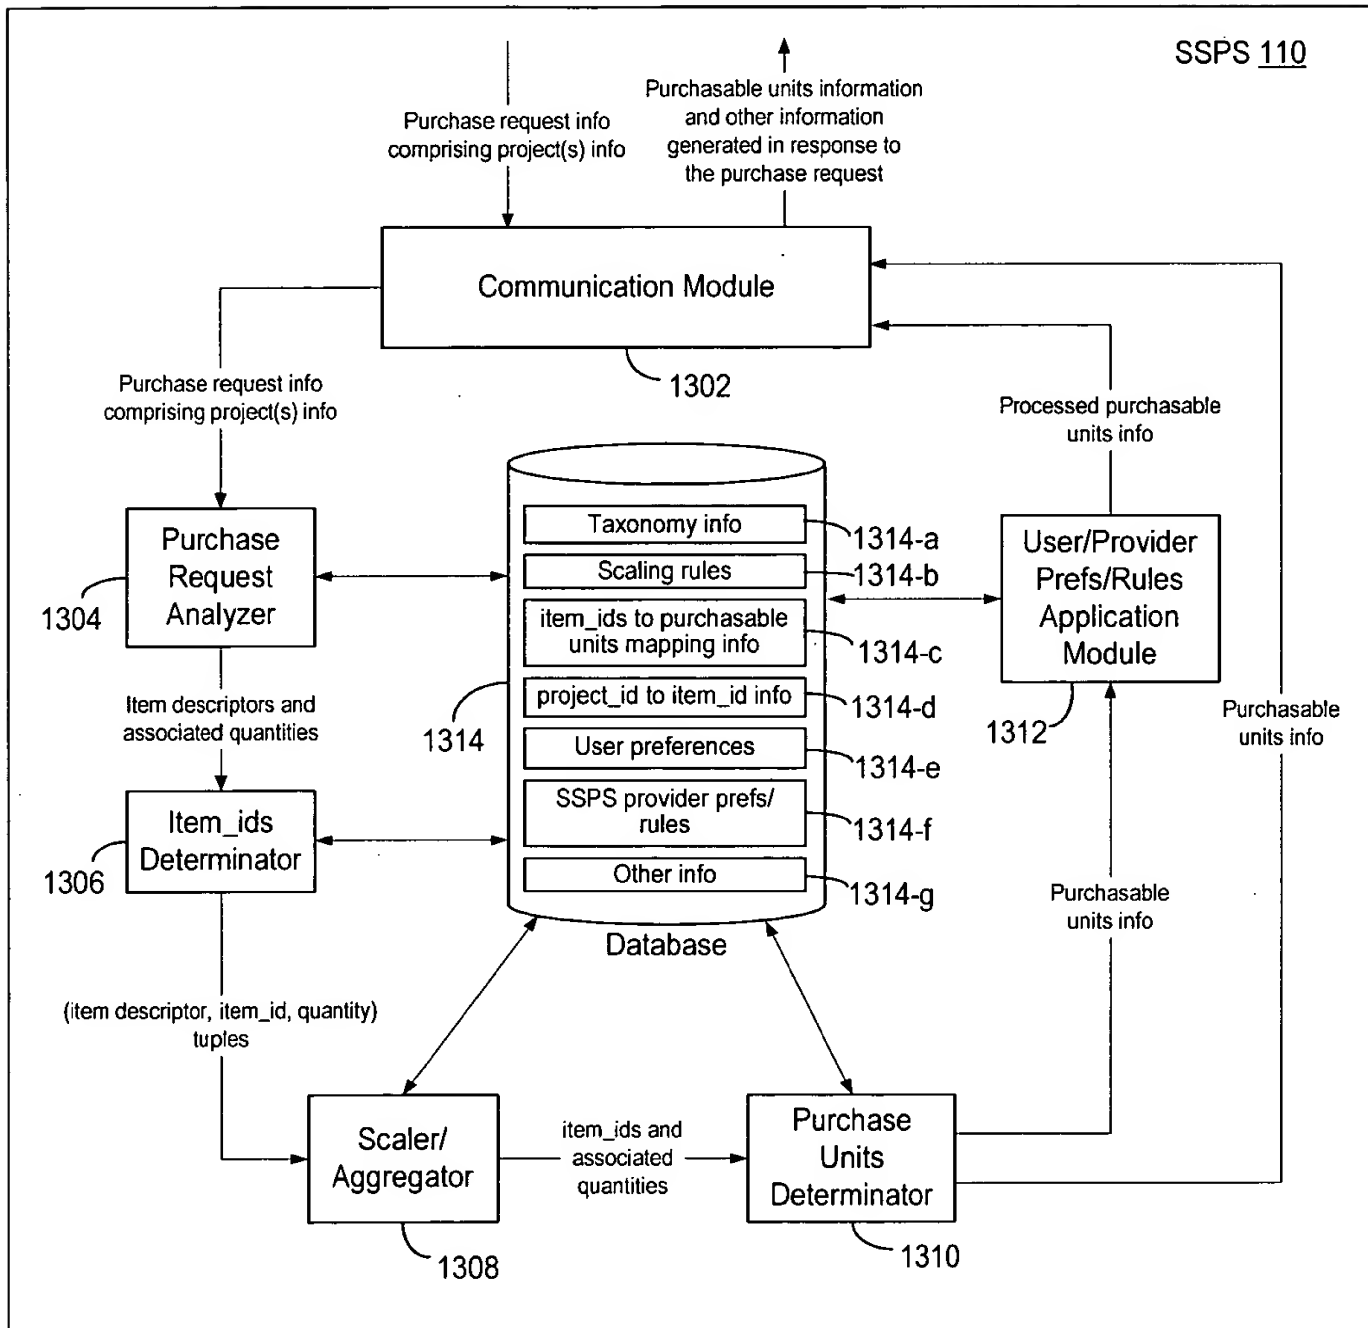 SSPS 110
Purchase request info
comprising project(s) info
Purchasable units information
and other information
generated in response to
the purchase request
Communication Module
1302
Purchase request info
comprising project(s) info
Processed purchasable
units info
Purchase
Request
Analyzer
1304
Taxonomy info
1314-a
Scaling rules
1314-b
item_ids to purchasable
units mapping info
1314-c
project_id to item_id info
1314-d
User preferences
1314-e
SSPS provider prefs/
rules
1314-f
Other info
1314-g
1314
Database
User/Provider
Prefs/Rules
Application
Module
1312
Purchasable
units info
Item descriptors and
associated quantities
Item_ids
Determinator
1306
Purchasable
units info
(item descriptor, item_id, quantity)
tuples
Scaler/
Aggregator
1308
item_ids and
associated
quantities
Purchase
Units
Determinator
1310